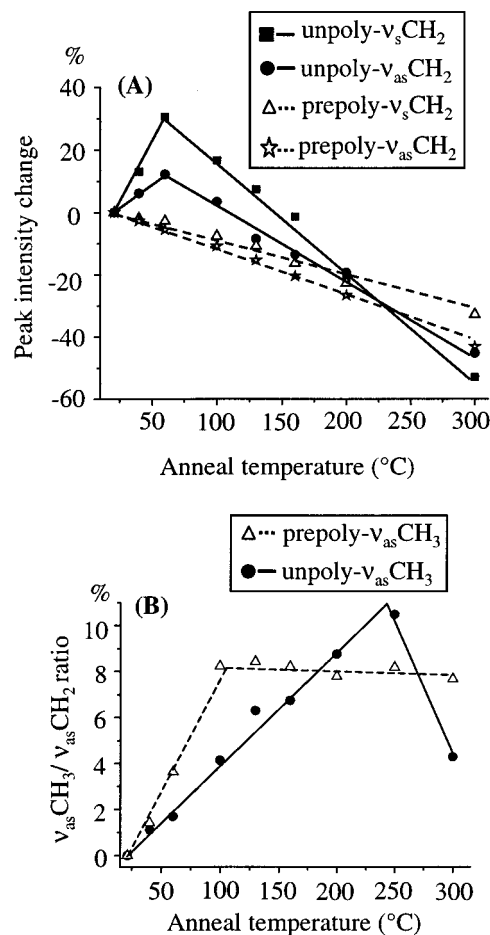 %
(A)
unpoly-νsCH2
unpoly-νasCH2
prepoly-νsCH2
prepoly-νasCH2
Peak intensity change
40
20
0
-20
-40
-60
50 100 150 200 250 300
Anneal temperature (°C)
prepoly-νasCH3
unpoly-νasCH3
%
(B)
νasCH3/ νasCH2 ratio
10
8
6
4
2
0
50 100 150 200 250 300
Anneal temperature (°C)